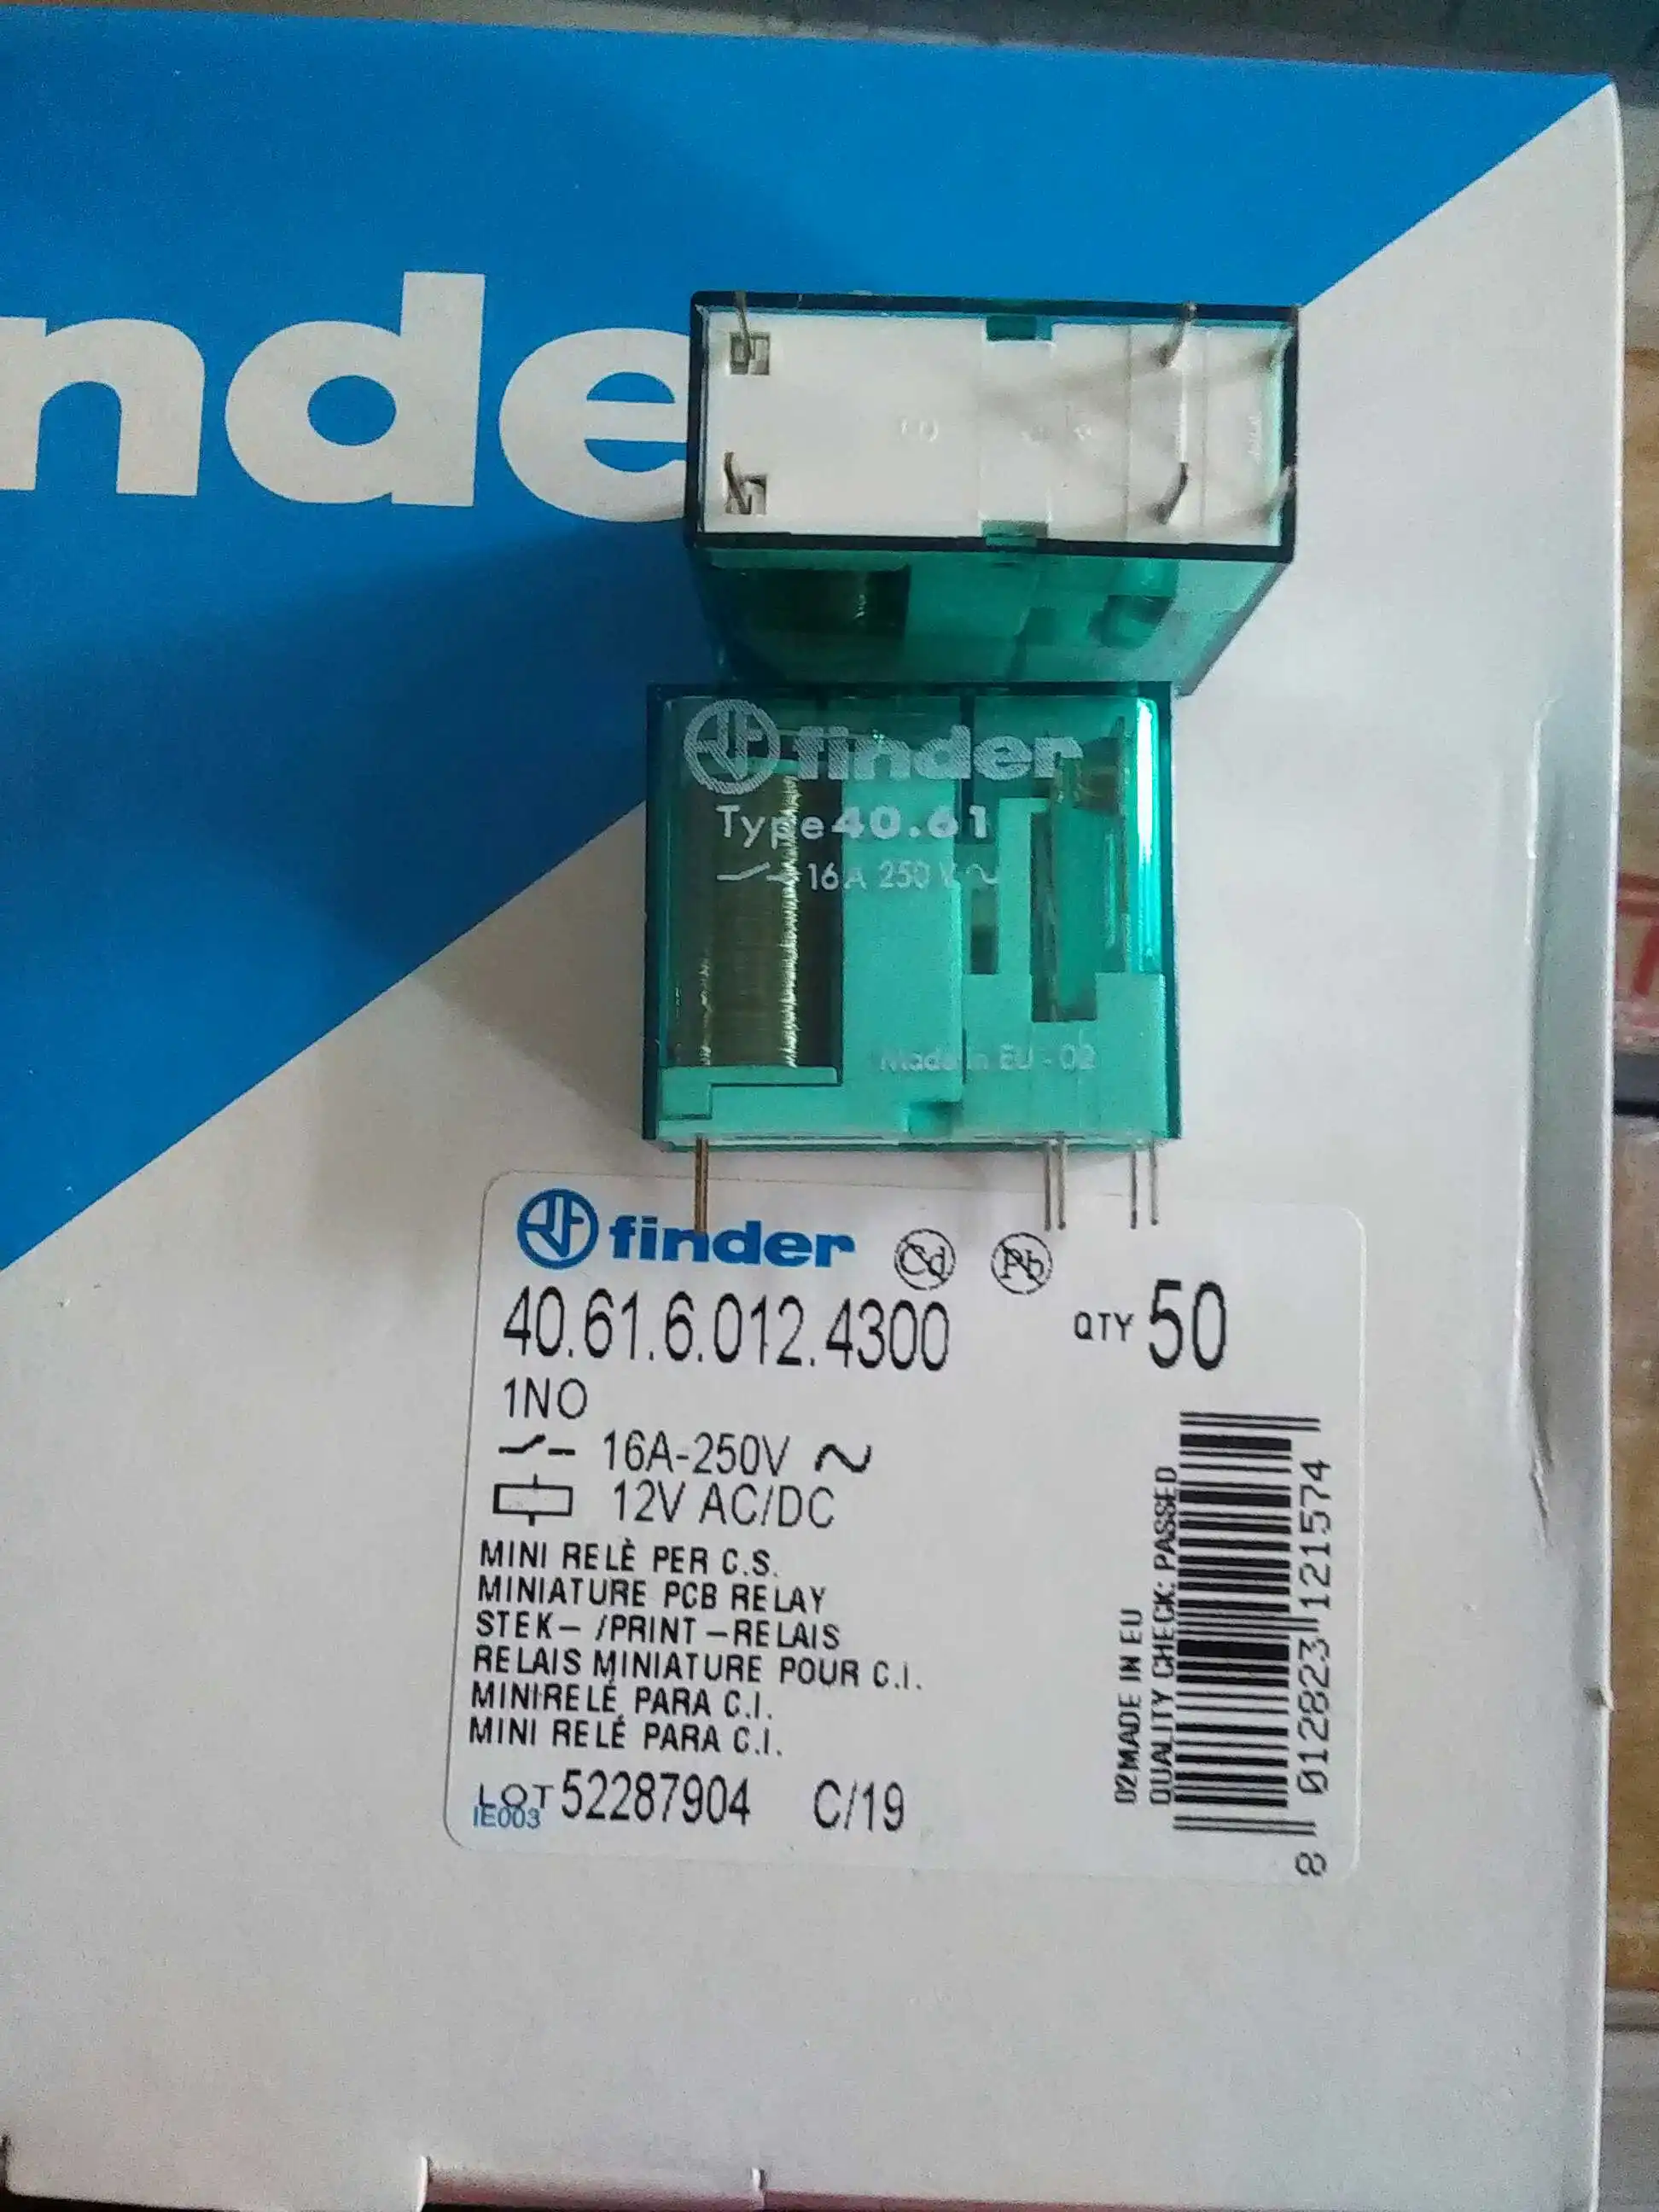 nde
finder
Type 40.61
16A 250V ~
Made in EU - 02
finder Cd Pb
40.61.6.012.4300 QTY 50
1NO
16A-250V ~
12V AC/DC
MINI RELÈ PER C.S.
MINIATURE PCB RELAY
STEK- /PRINT-RELAIS
RELAIS MINIATURE POUR C.I.
MINIRELÉ PARA C.I.
MINI RELÉ PARA C.I.
LOT 52287904 C/19
IE003
02MADE IN EU
QUALITY CHECK: PASSED
8 012823 121574